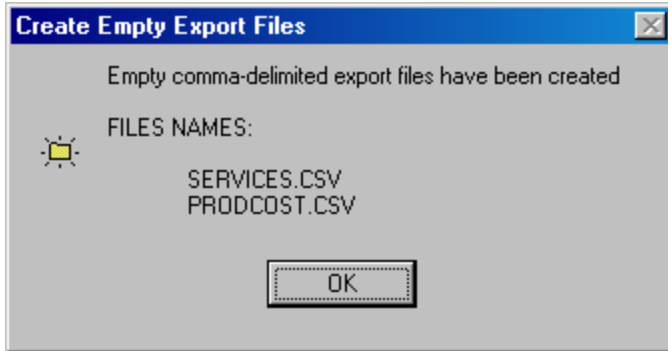 Create Empty Export Files
Empty comma-delimited export files have been created
FILES NAMES:
SERVICES.CSV
PRODCOST.CSV
OK